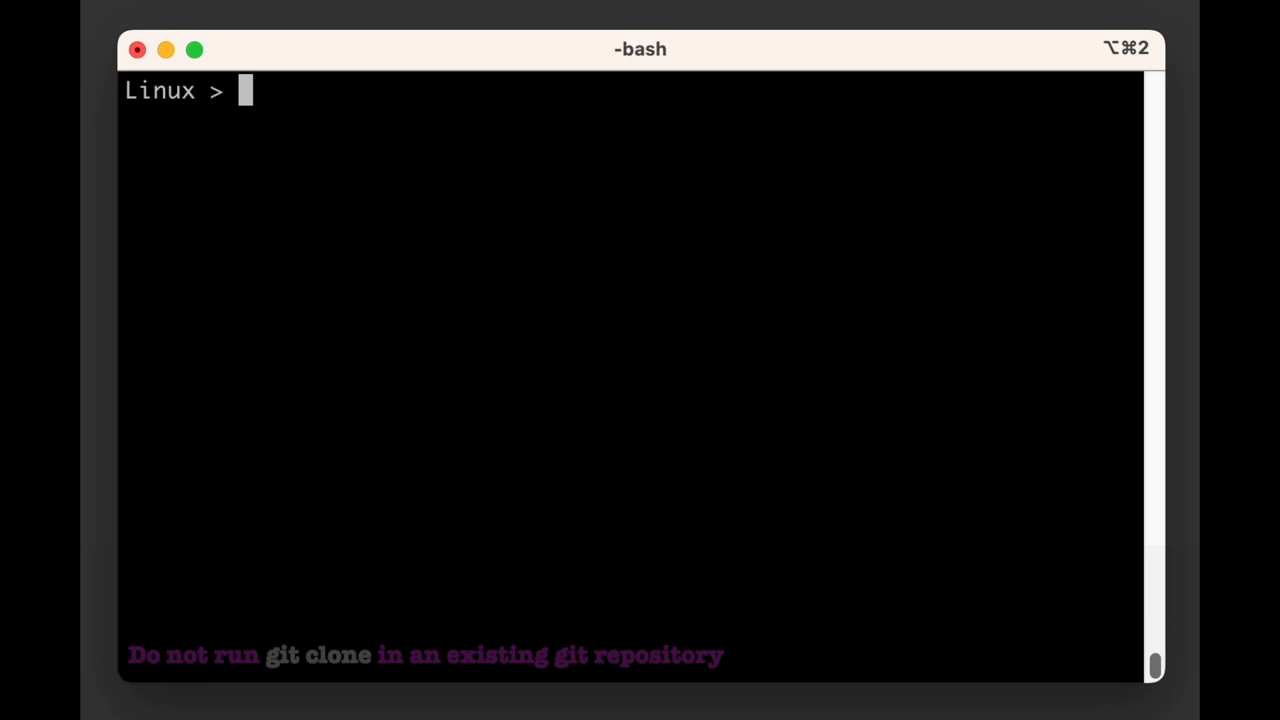 -bash
⌥⌘2
Linux >
Do not run git clone in an existing git repository